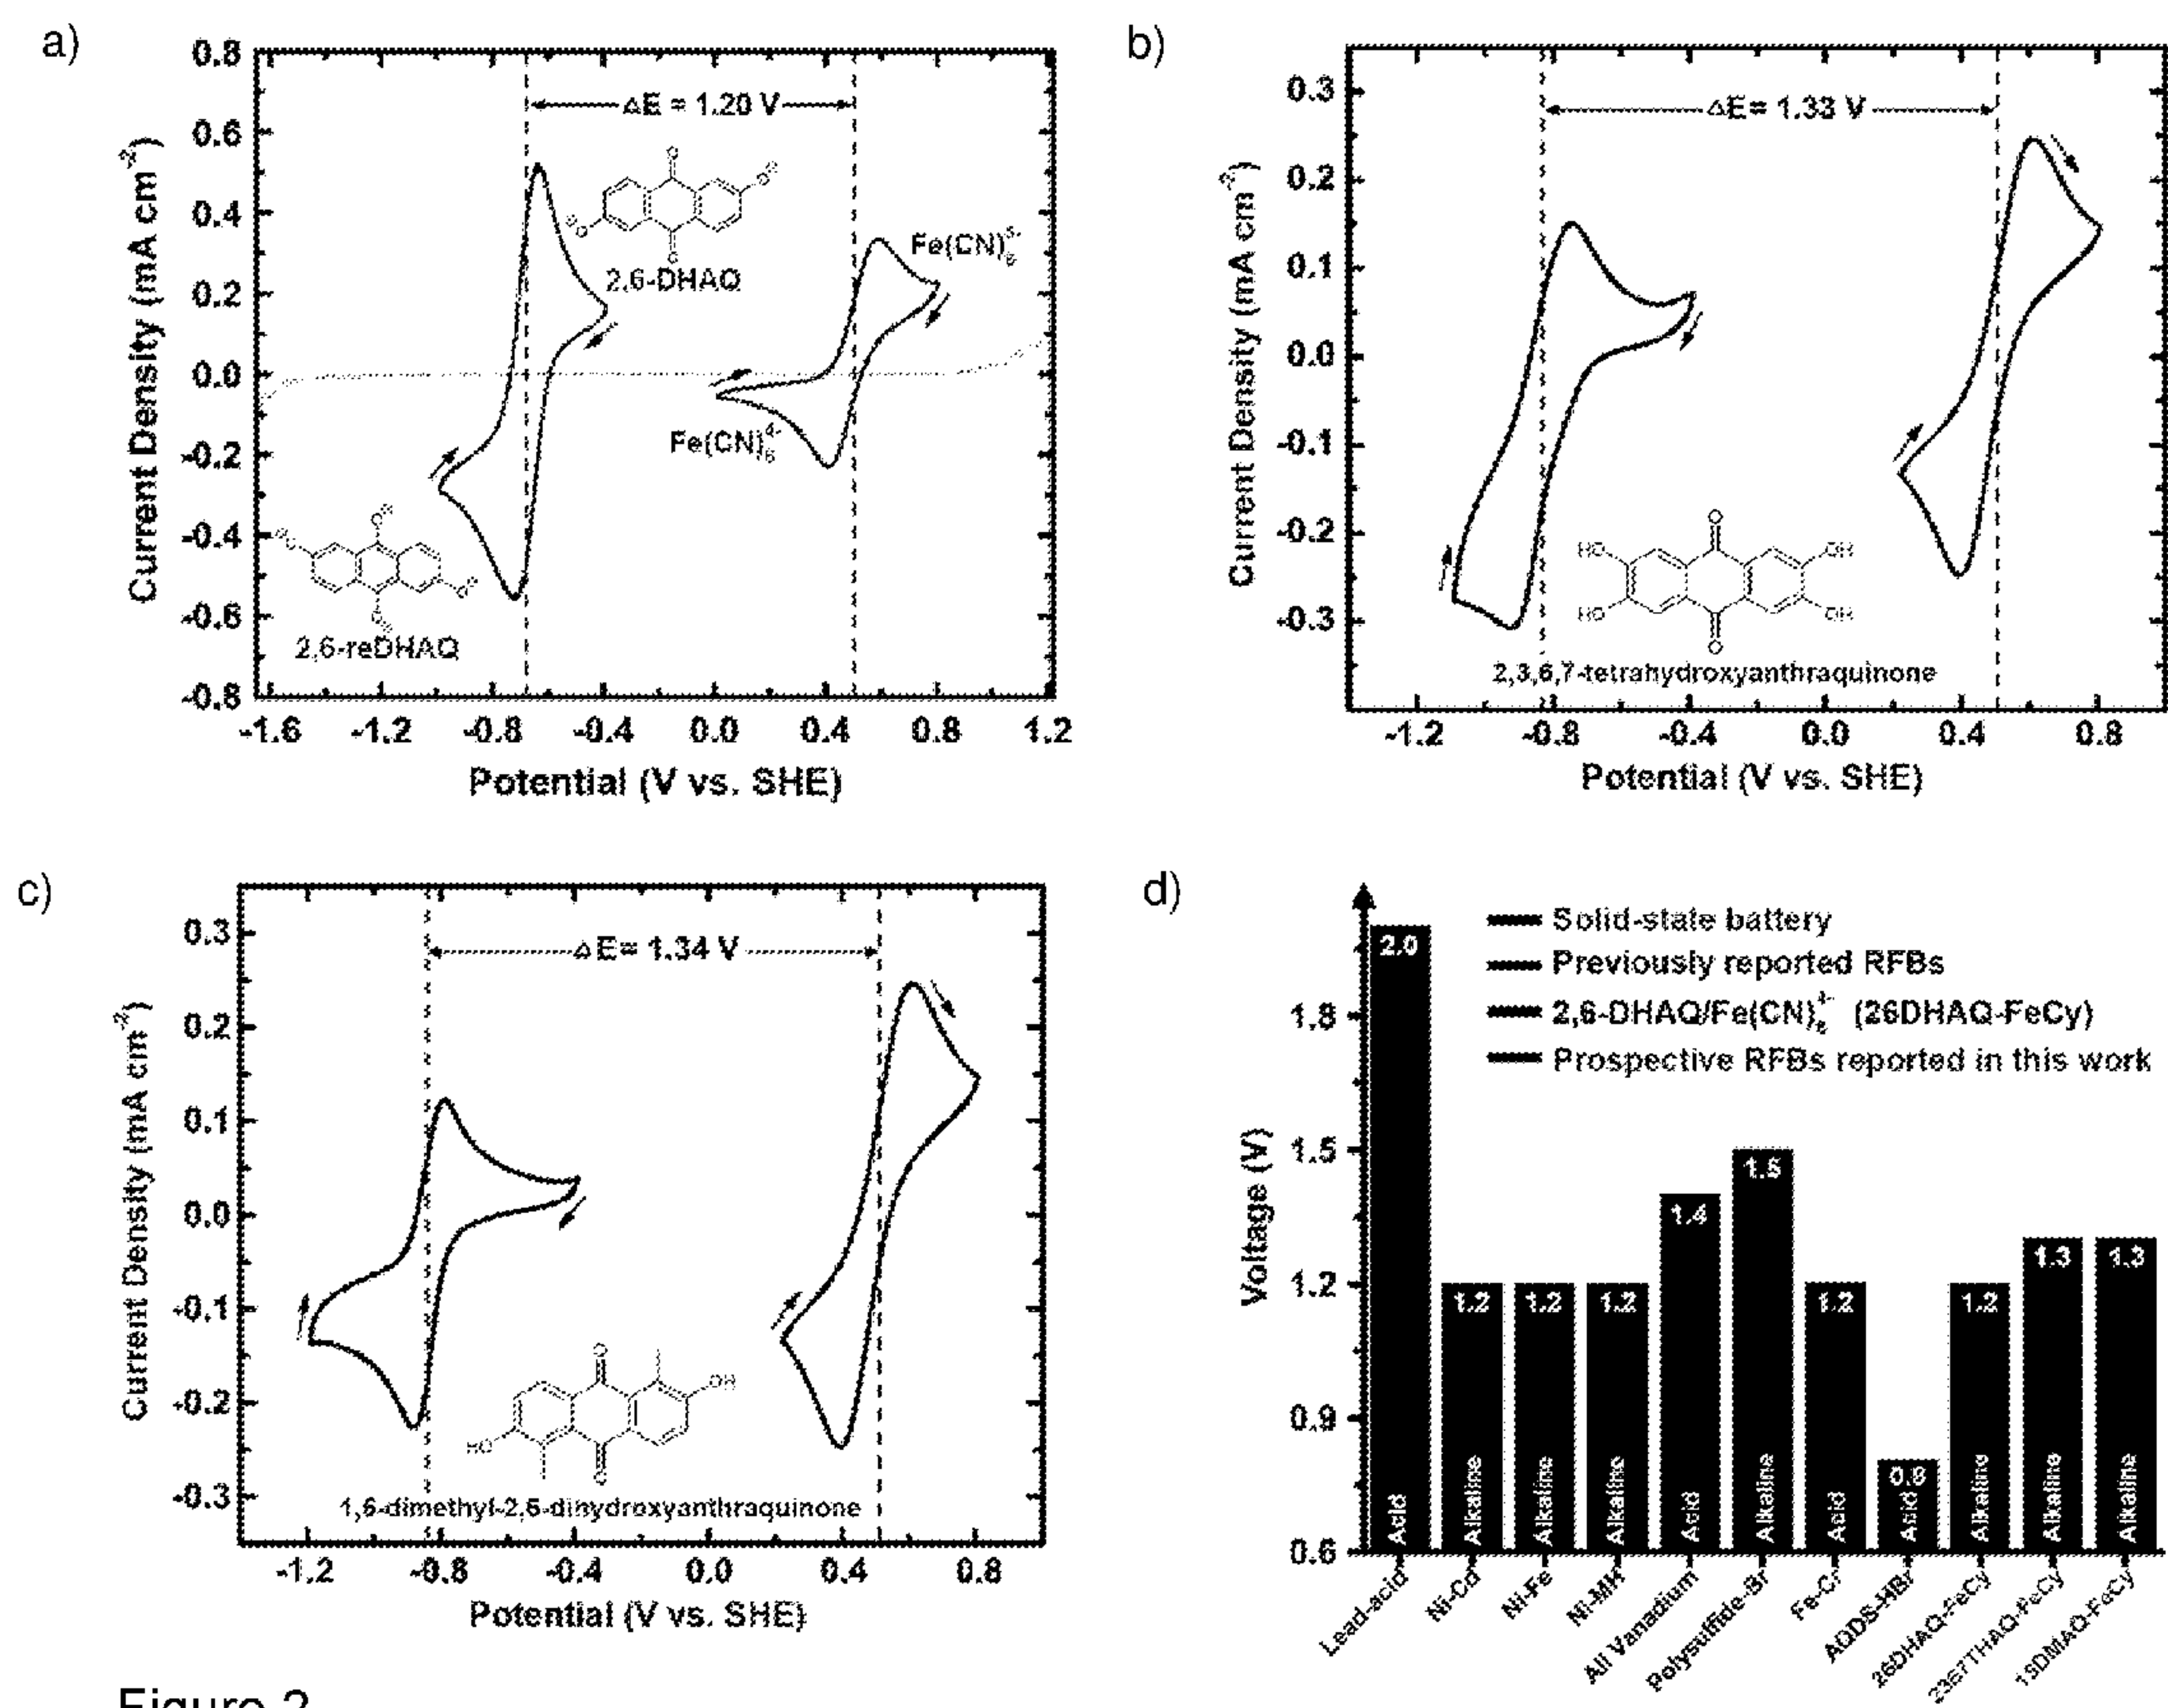 a)
0.8
0.6
0.4
0.2
0.0
-0.2
-0.4
-0.6
-0.8
Current Density (mA cm-2)
ΔE = 1.20 V
2,6-DHAQ
Fe(CN)6
Fe(CN)6 4-
2,6-reDHAQ
-1.6 -1.2 -0.8 -0.4 0.0 0.4 0.8 1.2
Potential (V vs. SHE)
b)
0.3
0.2
0.1
0.0
-0.1
-0.2
-0.3
Current Density (mA cm-2)
ΔE= 1.33 V
O
HO OH
HO OH
O
2,3,6,7-tetrahydroxyanthraquinone
-1.2 -0.8 -0.4 0.0 0.4 0.8
Potential (V vs. SHE)
c)
0.3
0.2
0.1
0.0
-0.1
-0.2
-0.3
Current Density (mA cm-2)
ΔE= 1.34 V
O
OH
HO
O
-1.2 -0.8 -0.4 0.0 0.4 0.8
Potential (V vs. SHE)
d)
Solid-state battery
Previously reported RFBs
2,6-DHAQ/Fe(CN)6 4- (26DHAQ-FeCy)
Prospective RFBs reported in this work
1.8
1.5
1.2
0.9
0.6
Voltage (V)
2.0 1.2 1.2 1.2 1.4 1.5 1.2 0.8 1.2 1.3 1.3
Acid Alkaline Alkaline Alkaline Acid Alkaline Acid Acid Alkaline Alkaline Alkaline
Lead-acid Ni-Cd Ni-Fe Ni-MH All Vanadium Polysulfide-Br Fe-Cr AQDS-HBr 26DHAQ-FeCy 2367THAQ-FeCy 15DMAQ-FeCy
Figure 2